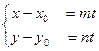 x − x₀ = mt
y − y₀ = nt